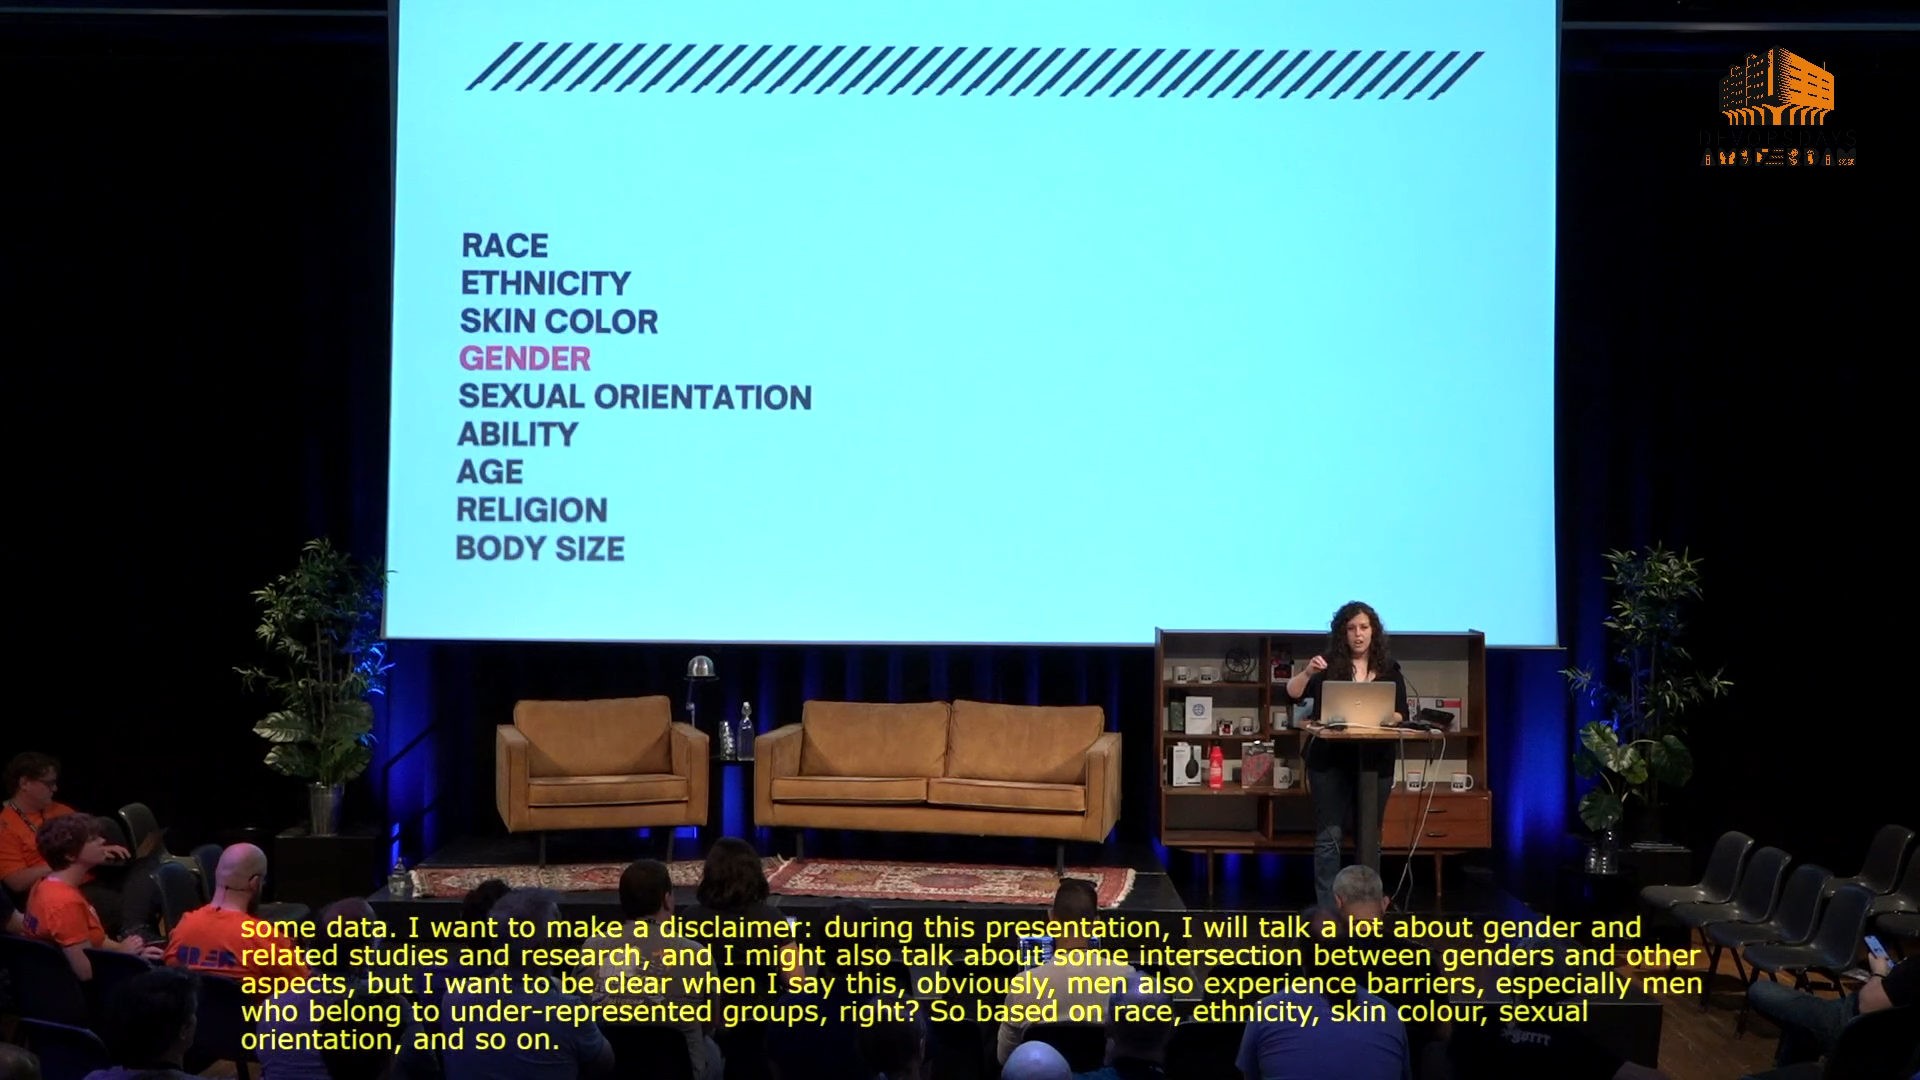 DEVOPSDAYS
AMSTERDAM
RACE
ETHNICITY
SKIN COLOR
GENDER
SEXUAL ORIENTATION
ABILITY
AGE
RELIGION
BODY SIZE
some data. I want to make a disclaimer: during this presentation, I will talk a lot about gender and
related studies and research, and I might also talk about some intersection between genders and other
aspects, but I want to be clear when I say this, obviously, men also experience barriers, especially men
who belong to under-represented groups, right? So based on race, ethnicity, skin colour, sexual
orientation, and so on.